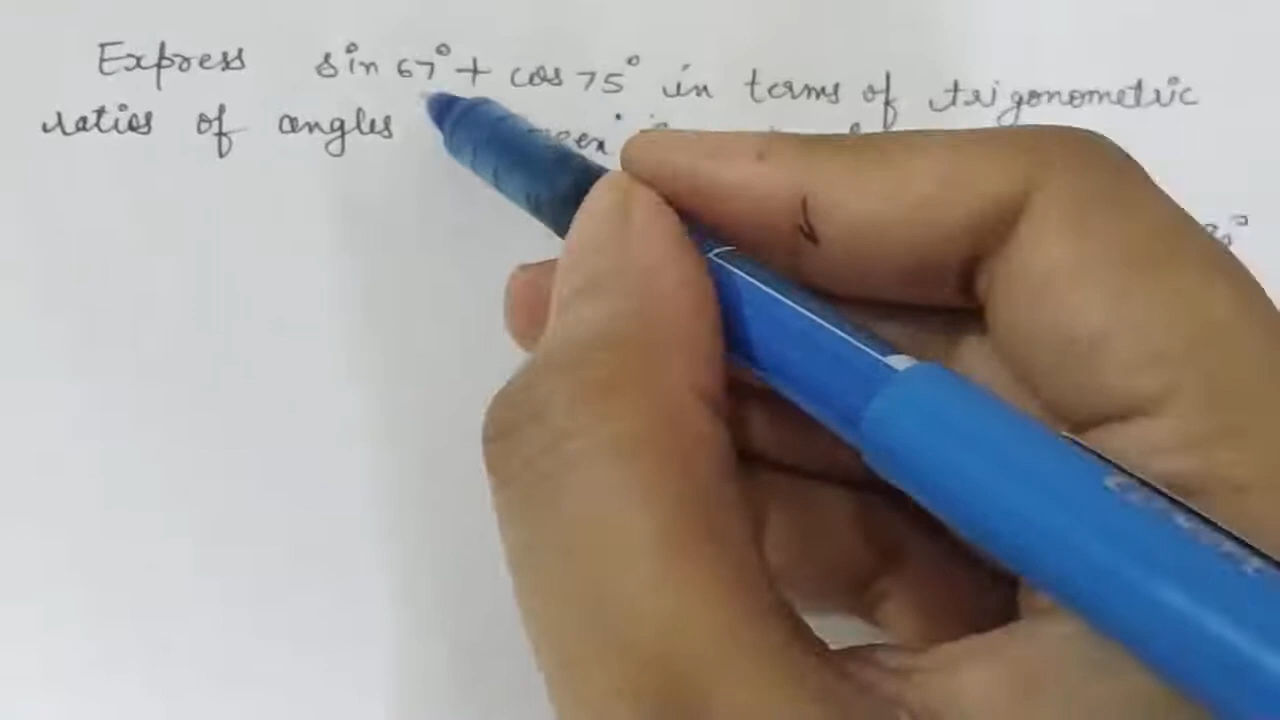 Express sin 67° + cos 75° in terms of trigonometric
ratios of angles